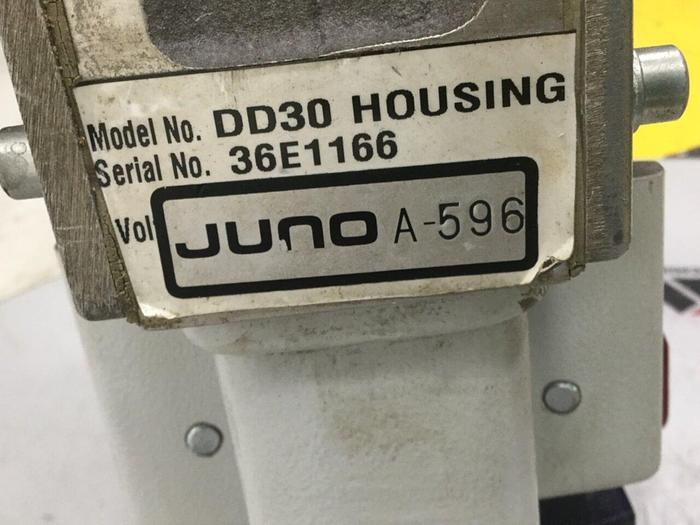 Model No. DD30 HOUSING
Serial No. 36E1166
Vol
JUNO A-596